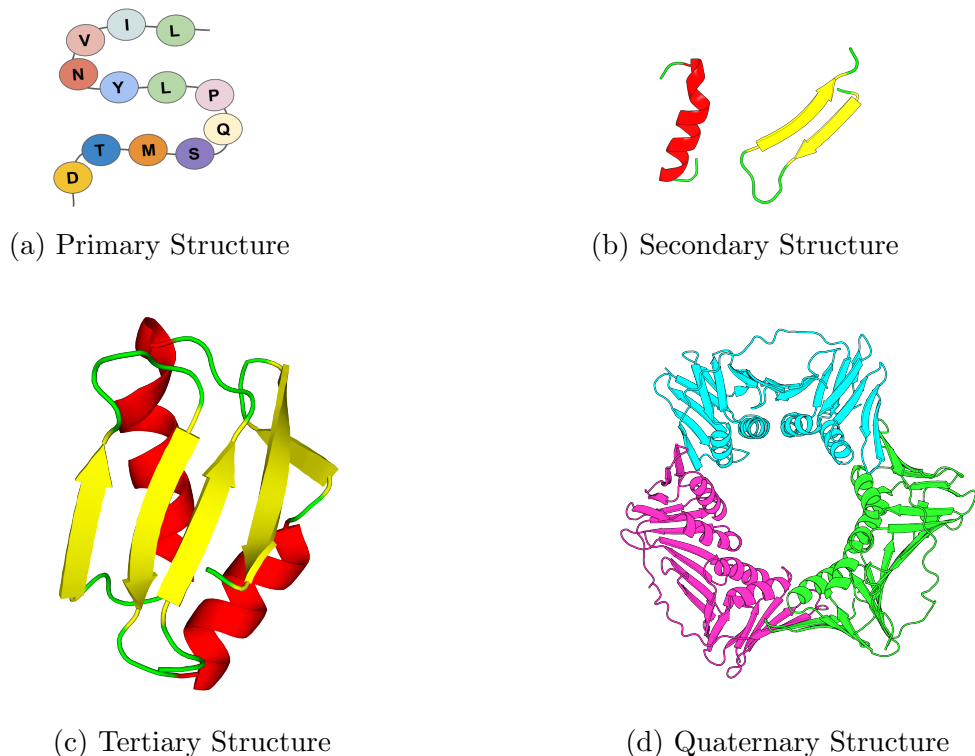 V I L
N Y L P
Q
D T M S
(a) Primary Structure
(b) Secondary Structure
(c) Tertiary Structure
(d) Quaternary Structure